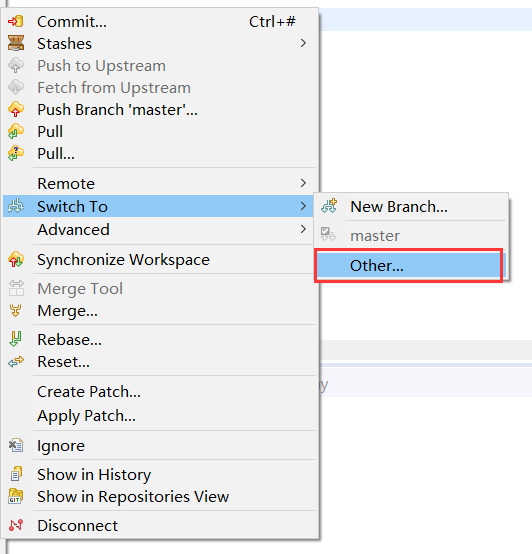 Commit... Ctrl+#
Stashes
Push to Upstream
Fetch from Upstream
Push Branch 'master'...
Pull
Pull...
Remote
Switch To
Advanced
Synchronize Workspace
Merge Tool
Merge...
Rebase...
Reset...
Create Patch...
Apply Patch...
Ignore
Show in History
Show in Repositories View
Disconnect
New Branch...
master
Other...